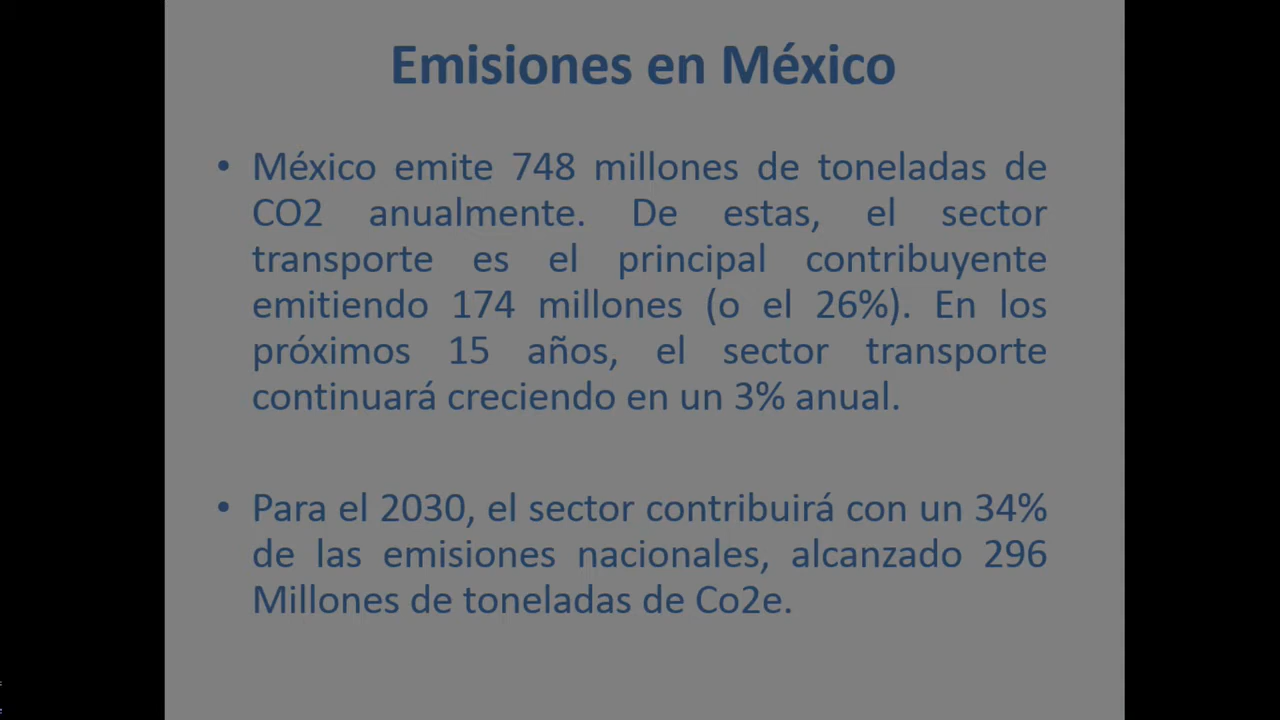 Emisiones en México
• México emite 748 millones de toneladas de
CO2 anualmente. De estas, el sector
transporte es el principal contribuyente
emitiendo 174 millones (o el 26%). En los
próximos 15 años, el sector transporte
continuará creciendo en un 3% anual.
• Para el 2030, el sector contribuirá con un 34%
de las emisiones nacionales, alcanzado 296
Millones de toneladas de Co2e.